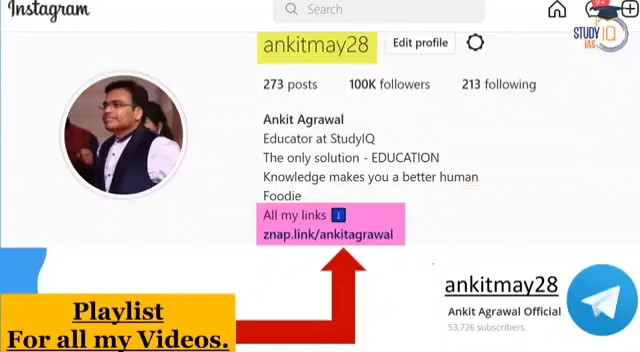 Instagram
Search
STUDY IQ
IAS
ankitmay28
Edit profile
273 posts
100K followers
213 following
Ankit Agrawal
Educator at StudyIQ
The only solution - EDUCATION
Knowledge makes you a better human
Foodie
All my links ⬇️
znap.link/ankitagrawal
ankitmay28
Ankit Agrawal Official
53,726 subscribers
Playlist
For all my Videos.